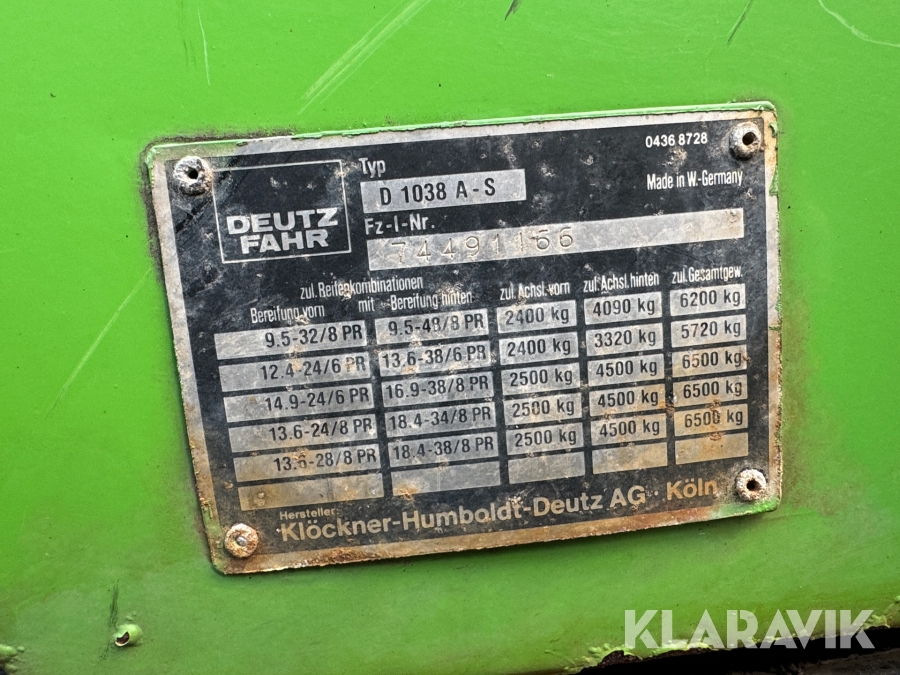 DEUTZ
FAHR
Typ
D 1038 A-S
0436 8728
Made in W.-Germany
Fz-I-Nr.
74491166
zul. Reifenkombinationen
Bereifung vorn mit Bereifung hinten zul. Achsl. vorn zul. Achsl. hinten zul. Gesamtgew.
9.5-32/8 PR 9.5-48/8 PR 2400 kg 4090 kg 6200 kg
12.4-24/6 PR 13.6-38/6 PR 2400 kg 3320 kg 5720 kg
14.9-24/6 PR 16.9-38/8 PR 2500 kg 4500 kg 6500 kg
13.6-24/8 PR 18.4-34/8 PR 2500 kg 4500 kg 6500 kg
13.6-28/8 PR 18.4-38/8 PR 2500 kg 4500 kg 6500 kg
Hersteller:
Klöckner-Humboldt-Deutz AG · Köln
KLARAVIK